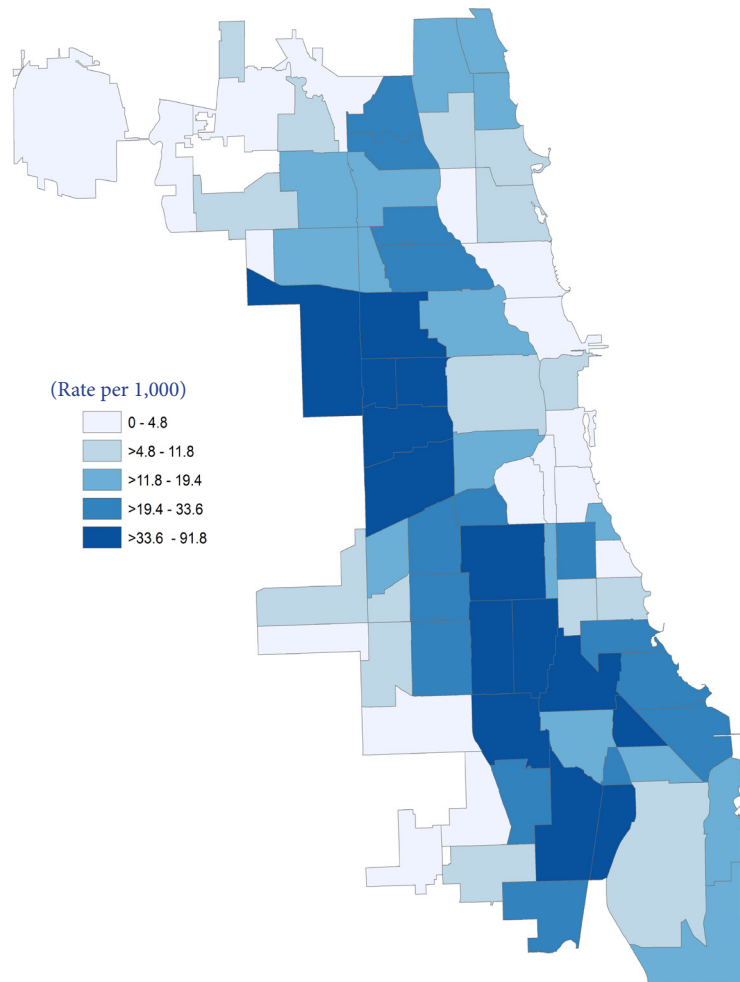 (Rate per 1,000)
0 - 4.8
>4.8 - 11.8
>11.8 - 19.4
>19.4 - 33.6
>33.6 - 91.8